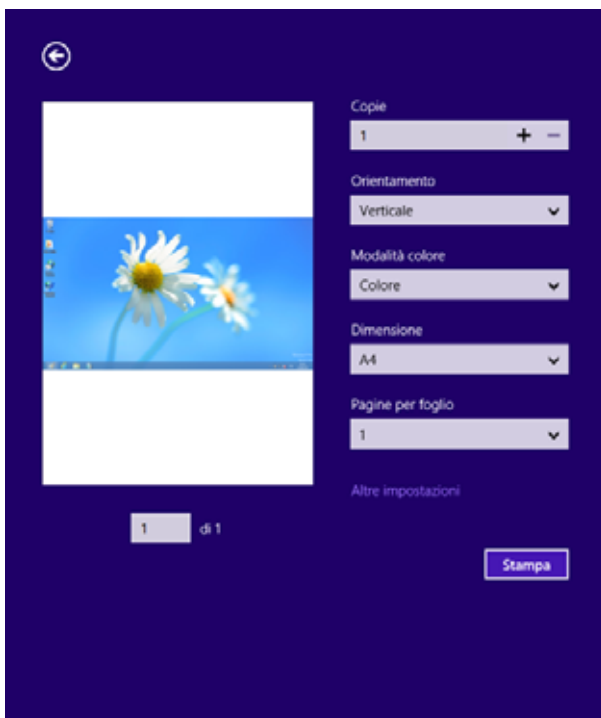 Copie
1
Orientamento
Verticale
Modalità colore
Colore
Dimensione
A4
Pagine per foglio
1
Altre impostazioni
1 di 1
Stampa